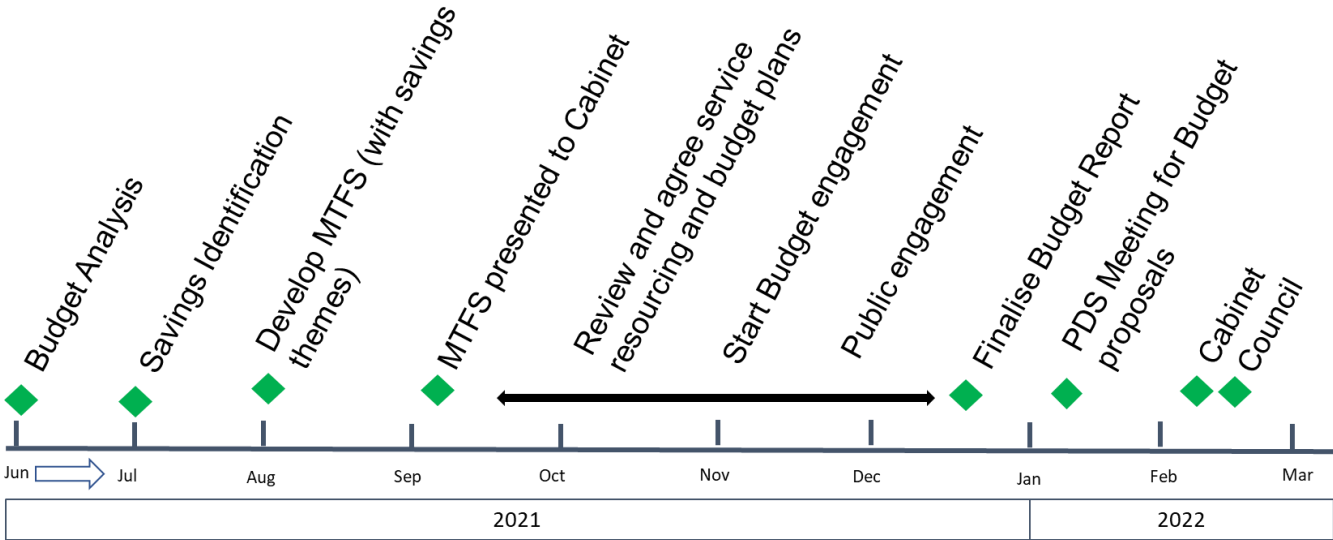 Budget Analysis
Savings Identification
Develop MTFS (with savings
themes)
MTFS presented to Cabinet
Review and agree service
resourcing and budget plans
Start Budget engagement
Public engagement
Finalise Budget Report
PDS Meeting for Budget
proposals
Cabinet
Council
Jun
Jul
Aug
Sep
Oct
Nov
Dec
Jan
Feb
Mar
2021
2022